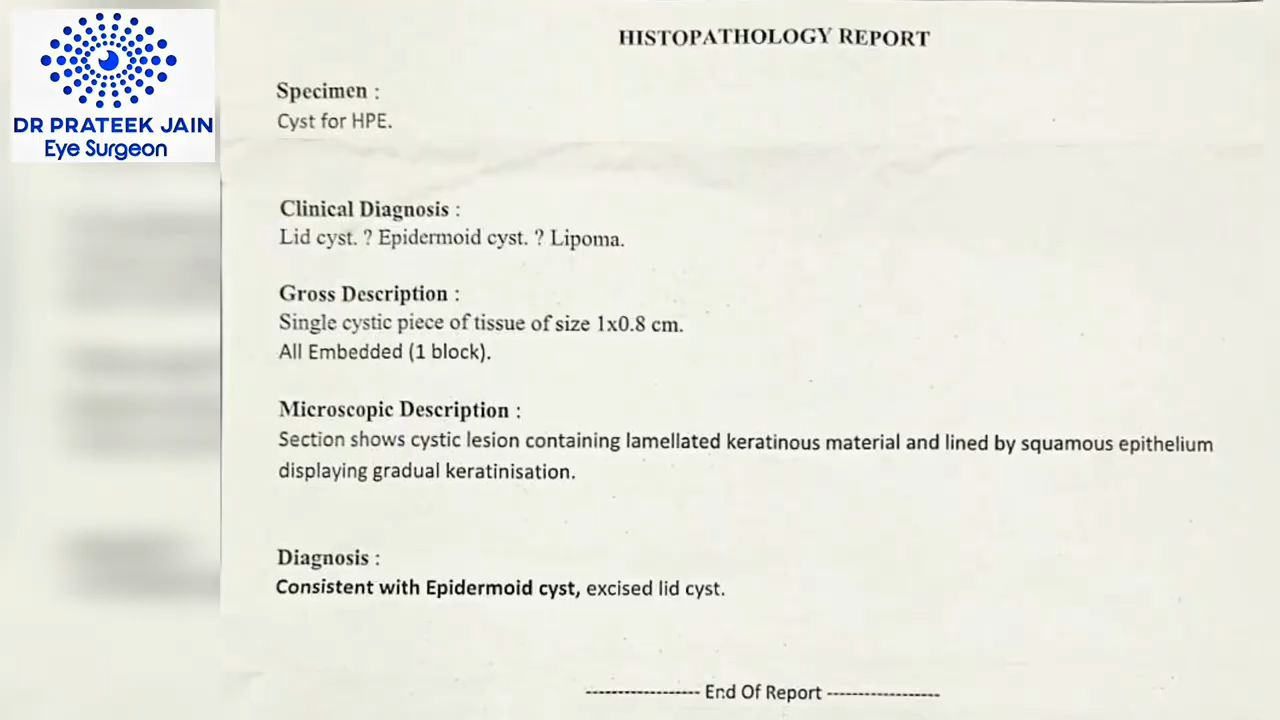 DR PRATEEK JAIN
Eye Surgeon
HISTOPATHOLOGY REPORT
Specimen :
Cyst for HPE.
Clinical Diagnosis :
Lid cyst. ? Epidermoid cyst. ? Lipoma.
Gross Description :
Single cystic piece of tissue of size 1x0.8 cm.
All Embedded (1 block).
Microscopic Description :
Section shows cystic lesion containing lamellated keratinous material and lined by squamous epithelium
displaying gradual keratinisation.
Diagnosis :
Consistent with Epidermoid cyst, excised lid cyst.
------------------ End Of Report ------------------